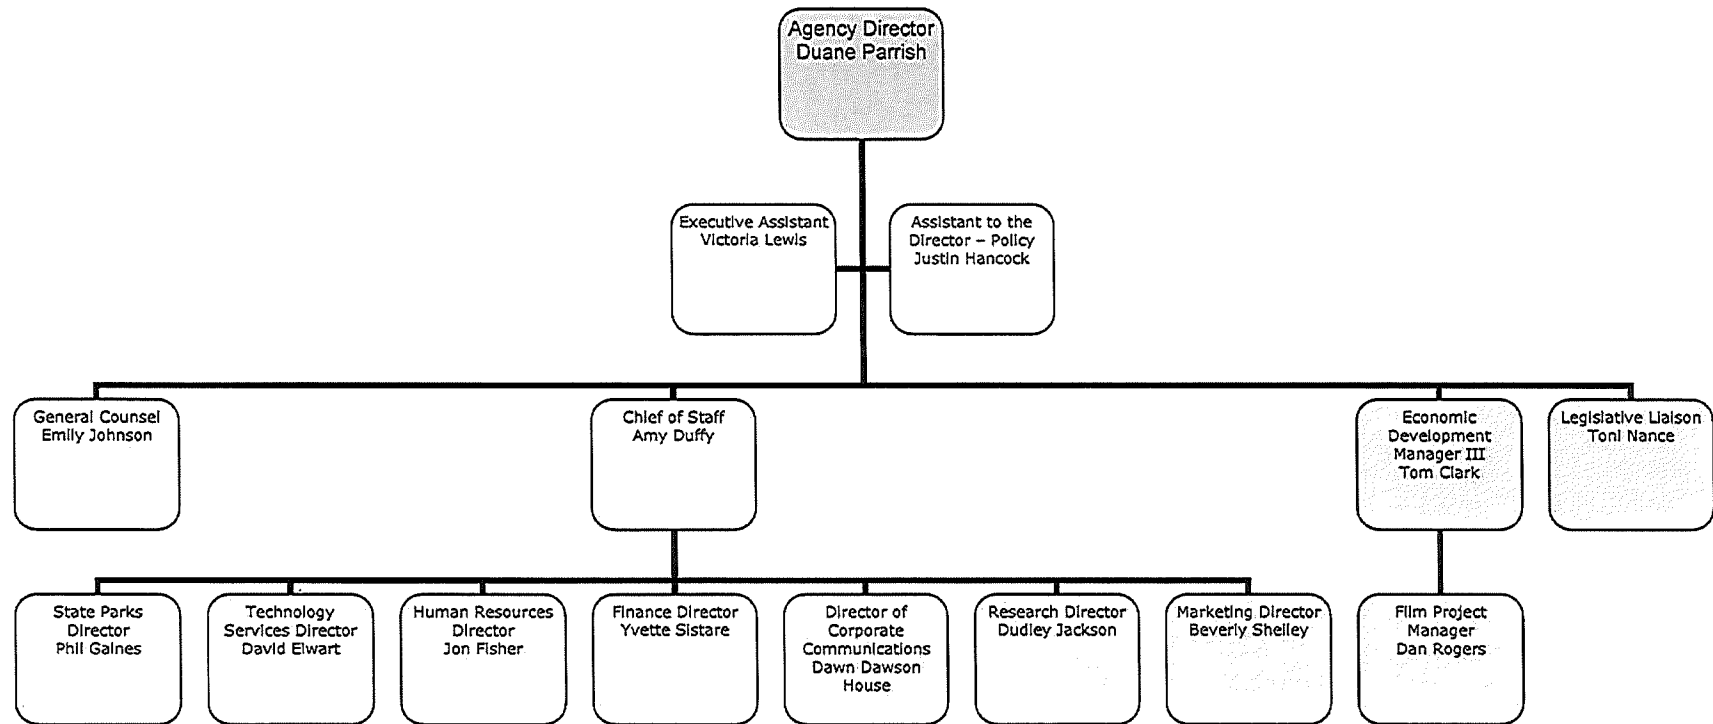 Agency Director
Duane Parrish
Executive Assistant
Victoria Lewis
Assistant to the
Director – Policy
Justin Hancock
General Counsel
Emily Johnson
Chief of Staff
Amy Duffy
Economic
Development
Manager III
Tom Clark
Legislative Liaison
Toni Nance
State Parks
Director
Phil Gaines
Technology
Services Director
David Elwart
Human Resources
Director
Jon Fisher
Finance Director
Yvette Sistare
Director of
Corporate
Communications
Dawn Dawson
House
Research Director
Dudley Jackson
Marketing Director
Beverly Shelley
Film Project
Manager
Dan Rogers